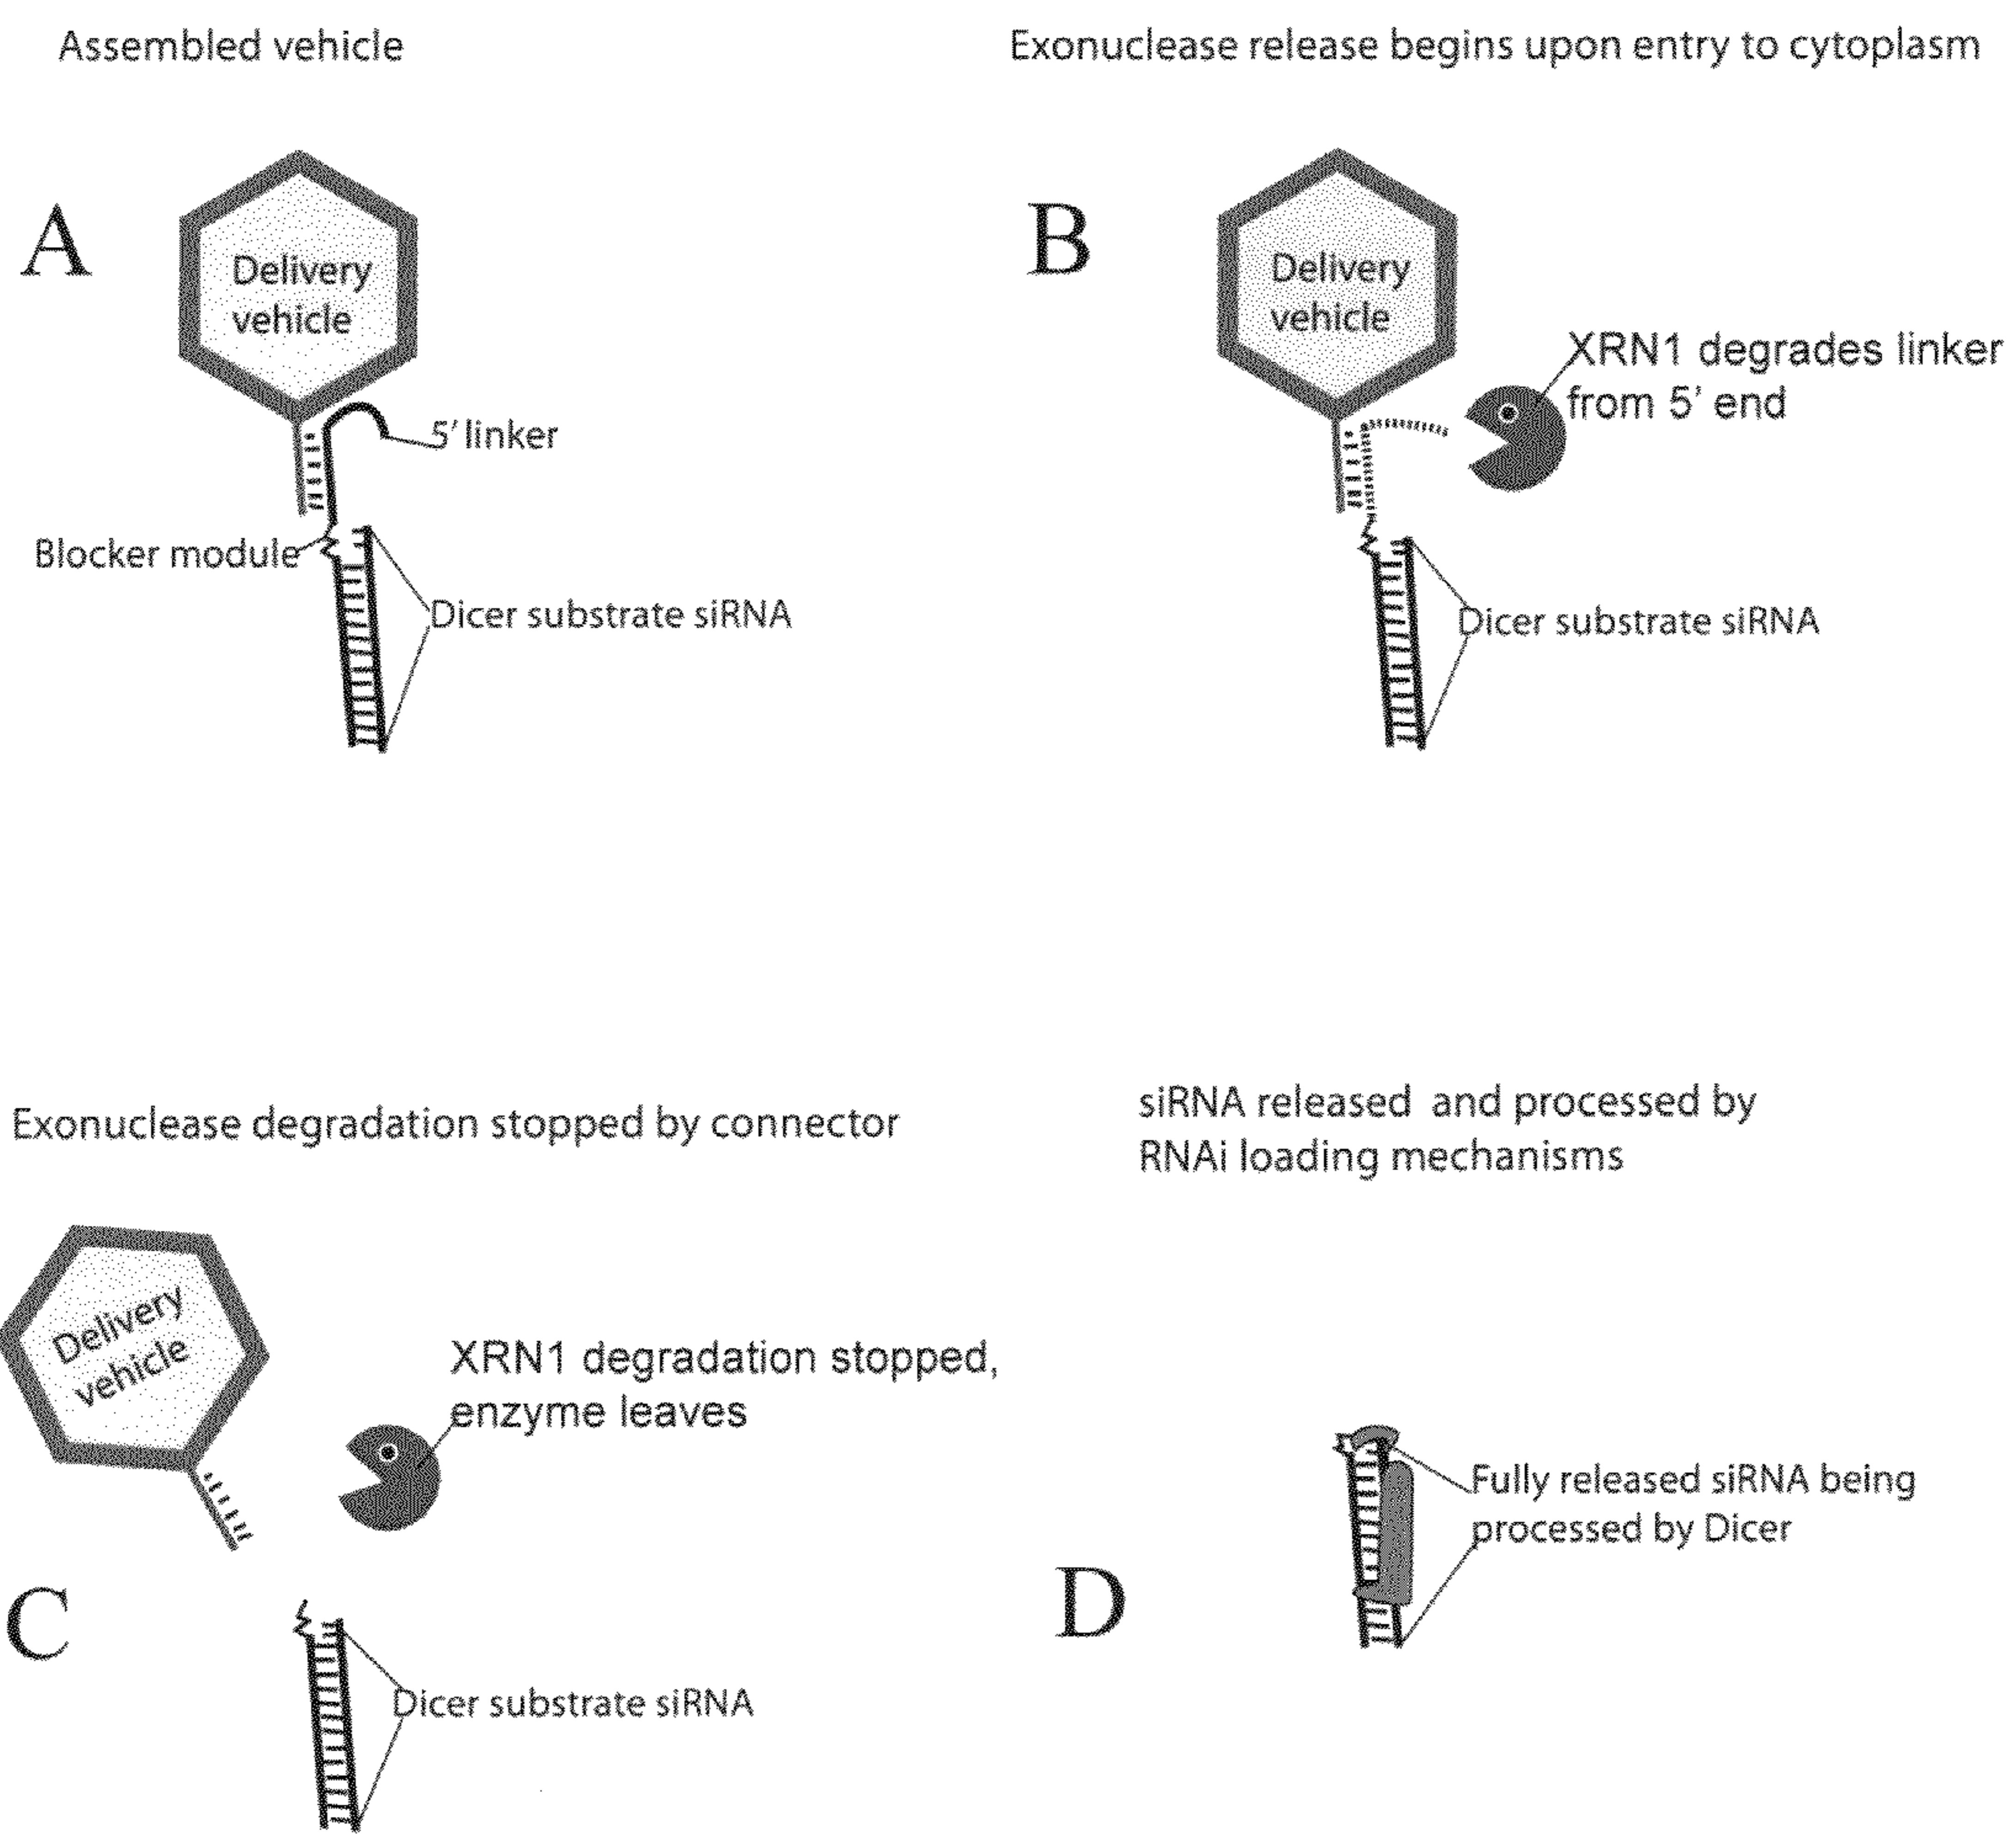 Assembled vehicle
Exonuclease release begins upon entry to cytoplasm
A
Delivery
vehicle
5' linker
Blocker module
Dicer substrate siRNA
B
Delivery
vehicle
XRN1 degrades linker
from 5' end
Dicer substrate siRNA
Exonuclease degradation stopped by connector
siRNA released and processed by
RNAi loading mechanisms
Delivery
vehicle
XRN1 degradation stopped,
enzyme leaves
C
Dicer substrate siRNA
D
Fully released siRNA being
processed by Dicer